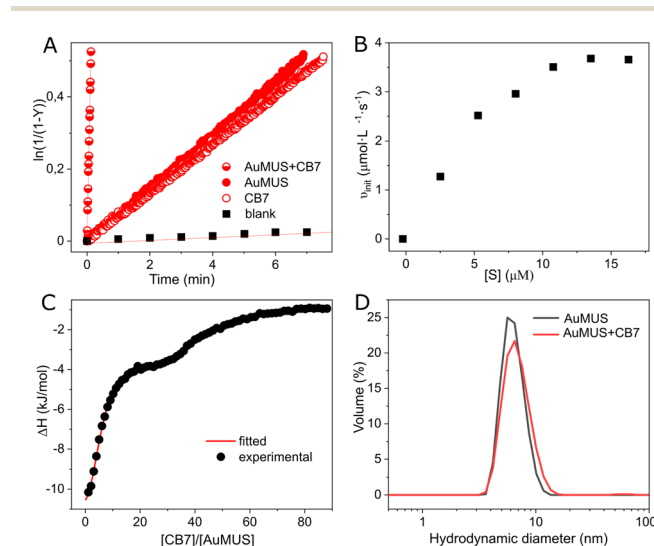 A
ln(1/(1-Y))
0,4
0,2
0
0
2
4
6
Time (min)
AuMUS+CB7
AuMUS
CB7
blank
B
υinit (μmol·L⁻¹·s⁻¹)
4
2
0
0
5
10
15
[S] (μM)
C
ΔH (kJ/mol)
-2
-4
-6
-8
-10
0
20
40
60
80
[CB7]/[AuMUS]
fitted
experimental
D
Volume (%)
25
20
15
10
5
0
1
10
100
Hydrodynamic diameter (nm)
AuMUS
AuMUS+CB7